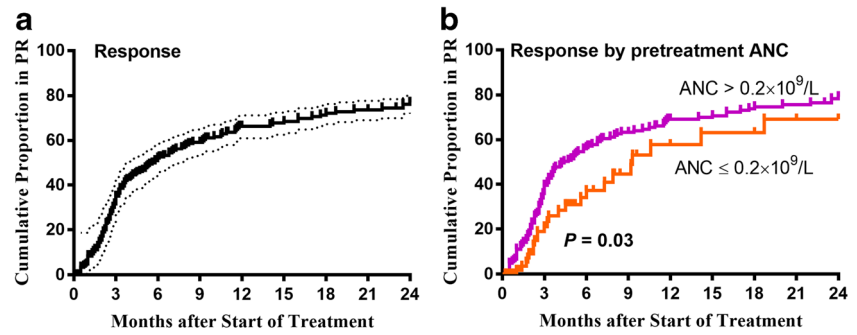 a
Response
Cumulative Proportion in PR
100
80
60
40
20
0
0 3 6 9 12 15 18 21 24
Months after Start of Treatment
b
Response by pretreatment ANC
Cumulative Proportion in PR
100
80
60
40
20
0
ANC > 0.2×10⁹/L
ANC ≤ 0.2×10⁹/L
P = 0.03
0 3 6 9 12 15 18 21 24
Months after Start of Treatment